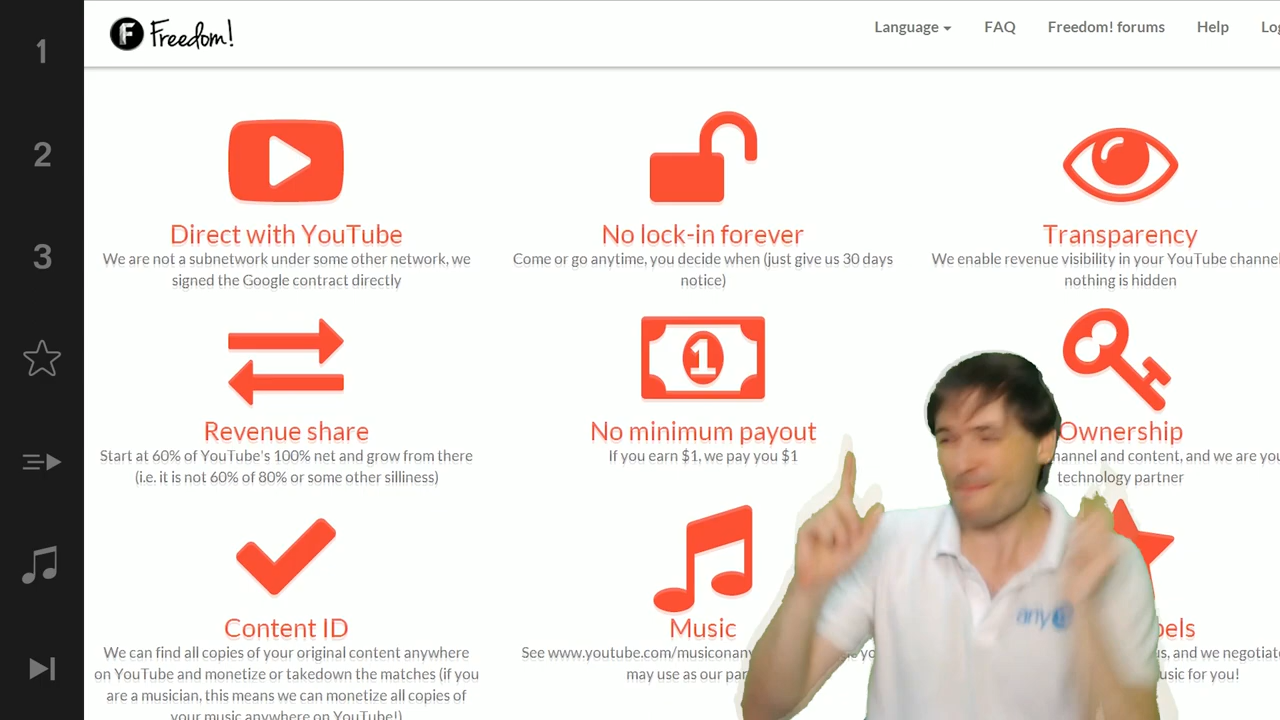 1
2
3
F Freedom!
Language FAQ Freedom! forums Help
Direct with YouTube
We are not a subnetwork under some other network, we
signed the Google contract directly
No lock-in forever
Come or go anytime, you decide when (just give us 30 days
notice)
Transparency
We enable revenue visibility in your YouTube channel
nothing is hidden
Revenue share
Start at 60% of YouTube's 100% net and grow from there
(i.e. it is not 60% of 80% or some other silliness)
1
No minimum payout
If you earn $1, we pay you $1
Ownership
and content, and we are
technology partner
Content ID
We can find all copies of your original content anywhere
on YouTube and monetize or takedown the matches (if you
are a musician, this means we can monetize all copies of
your music anywhere on YouTube!)
Music
See
may use as our
and we
for you!
any